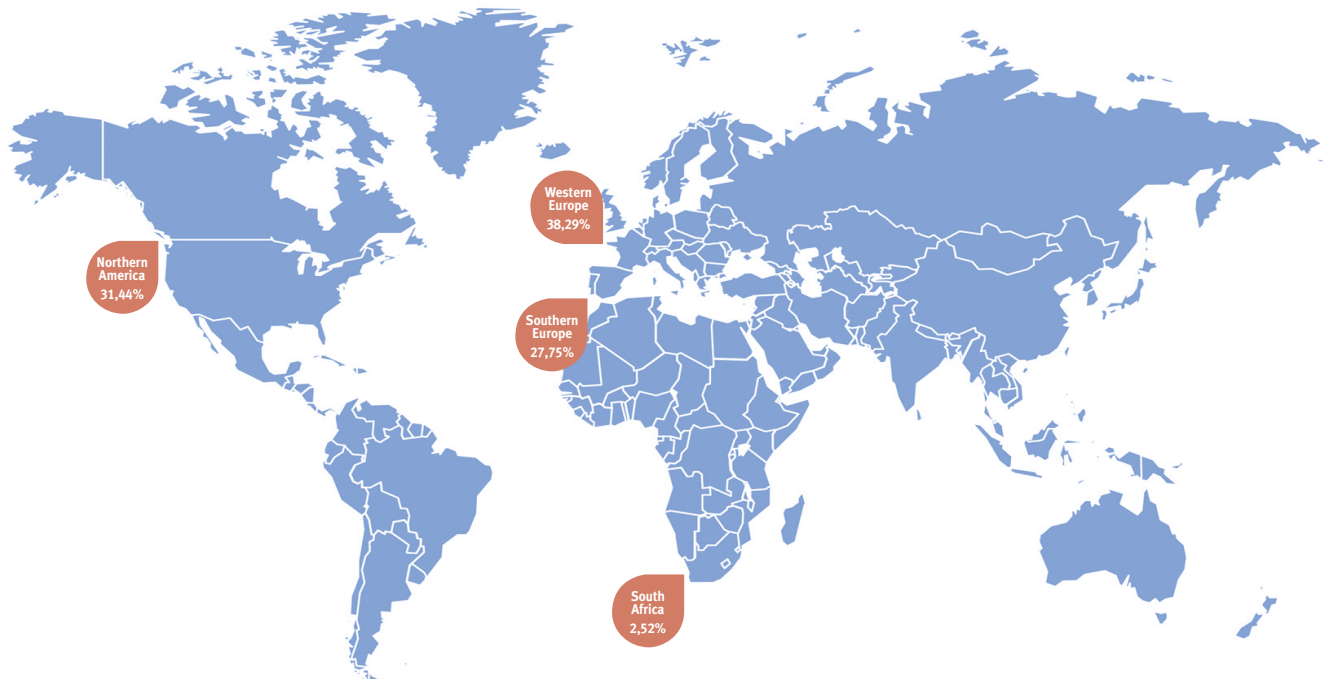 Western
Europe
38,29%
Northern
America
31,44%
Southern
Europe
27,75%
South
Africa
2,52%